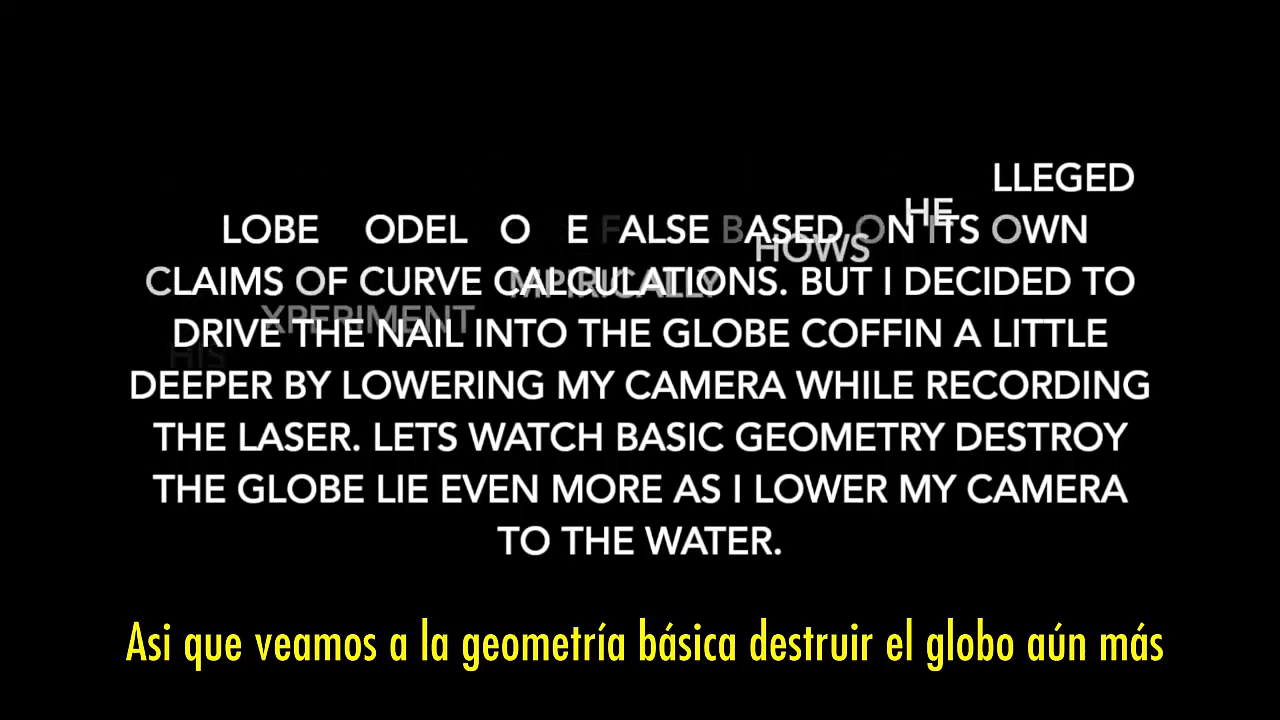 LLEGED
HE
LOBE ODEL O E FALSE BASED ON ITS OWN
HOWS
CLAIMS OF CURVE CALCULATIONS. BUT I DECIDED TO
MPIRICALLY
XPERIMENT
DRIVE THE NAIL INTO THE GLOBE COFFIN A LITTLE
HIS
DEEPER BY LOWERING MY CAMERA WHILE RECORDING
THE LASER. LETS WATCH BASIC GEOMETRY DESTROY
THE GLOBE LIE EVEN MORE AS I LOWER MY CAMERA
TO THE WATER.
Asi que veamos a la geometría básica destruir el globo aún más